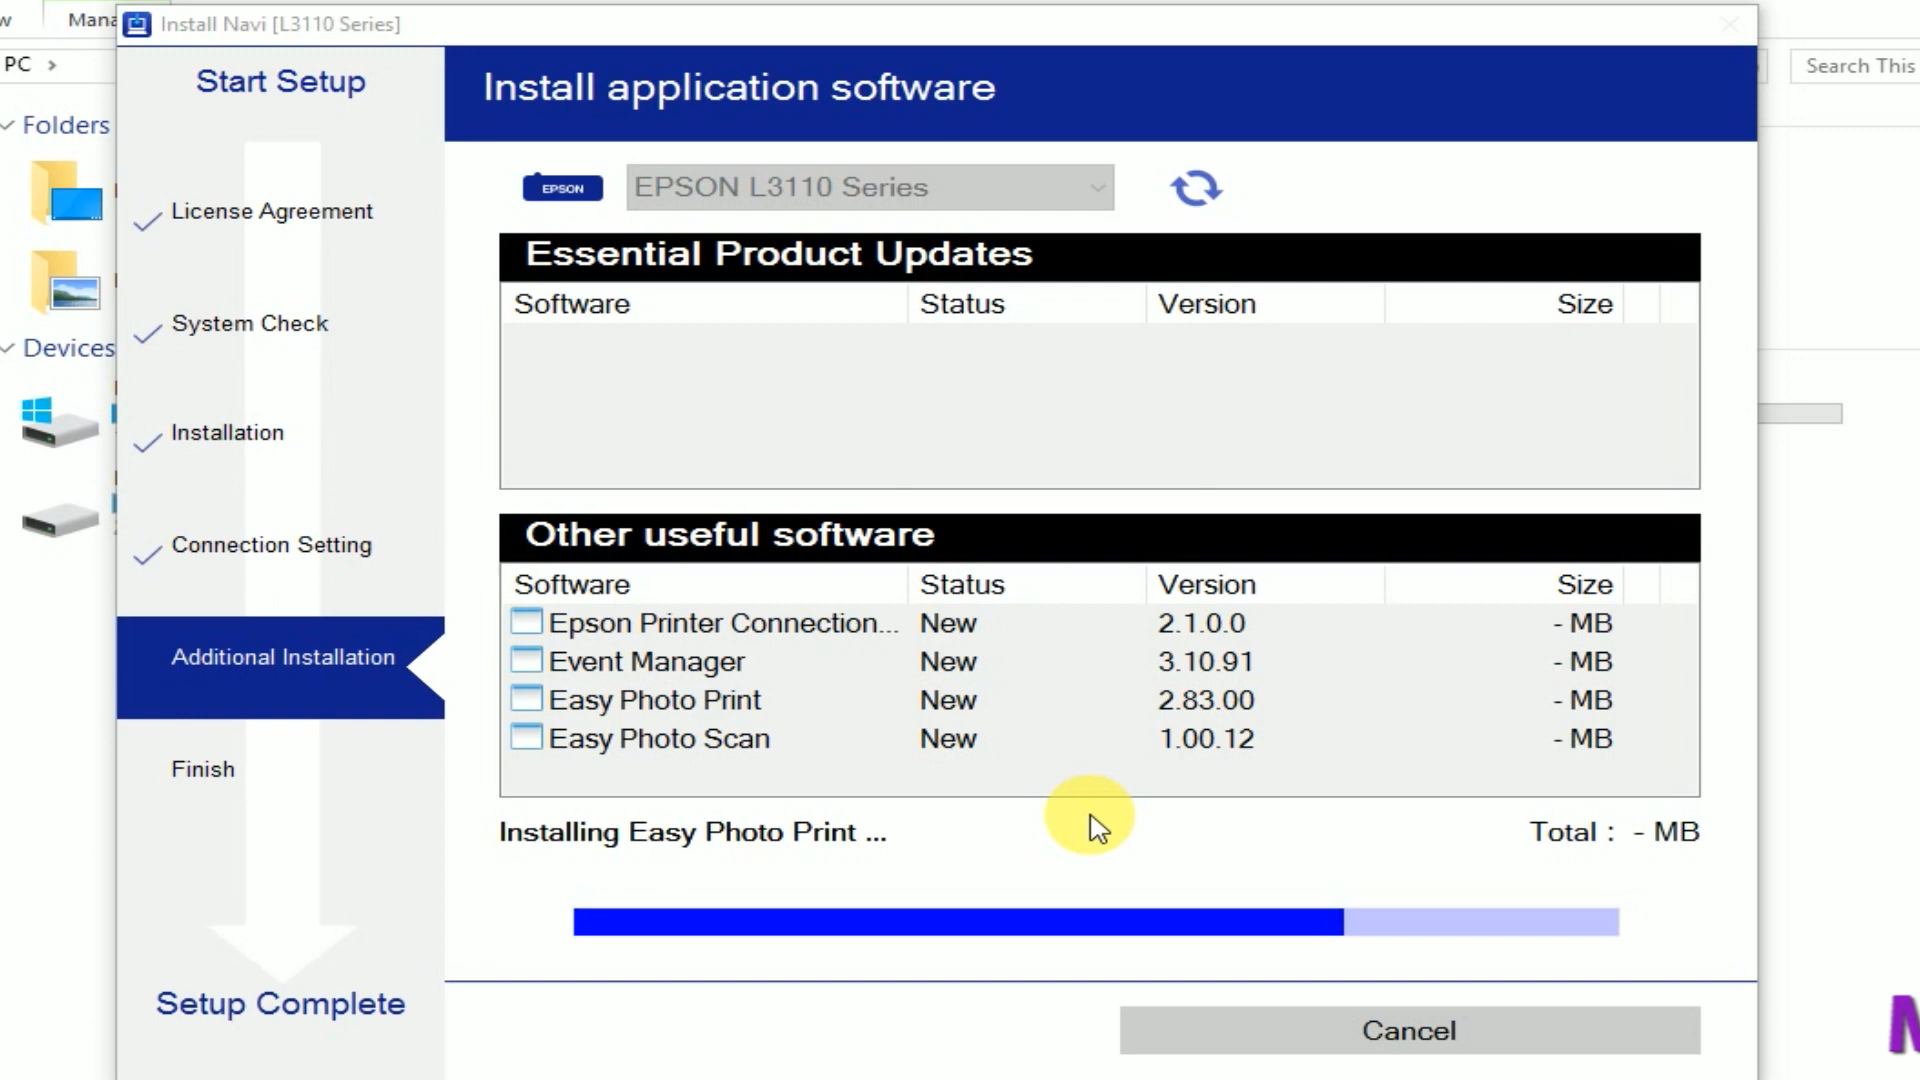 Install Navi [L3110 Series]
PC
Search This
Folders
Devices
Start Setup
License Agreement
System Check
Installation
Connection Setting
Additional Installation
Finish
Setup Complete
Install application software
EPSON
EPSON L3110 Series
Essential Product Updates
Software Status Version Size
Other useful software
Software Status Version Size
Epson Printer Connection... New 2.1.0.0 - MB
Event Manager New 3.10.91 - MB
Easy Photo Print New 2.83.00 - MB
Easy Photo Scan New 1.00.12 - MB
Installing Easy Photo Print ...
Total : - MB
Cancel